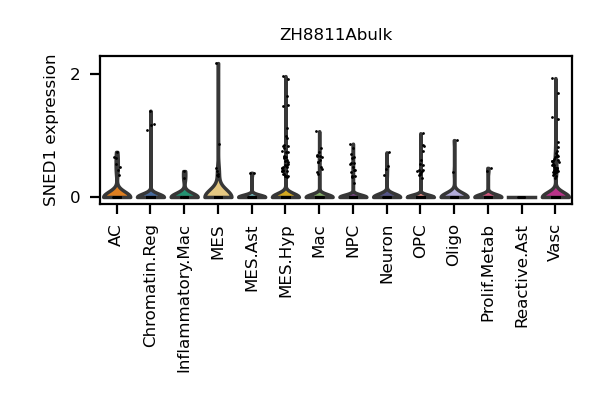 ZH8811Abulk
SNED1 expression
2
0
AC
Chromatin.Reg
Inflammatory.Mac
MES
MES.Ast
MES.Hyp
Mac
NPC
Neuron
OPC
Oligo
Prolif.Metab
Reactive.Ast
Vasc